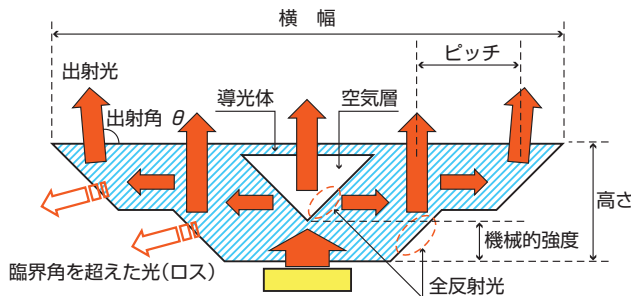 横 幅
ピッチ
出射光
導光体
空気層
出射角 θ
高さ
機械的強度
臨界角を超えた光(ロス)
全反射光